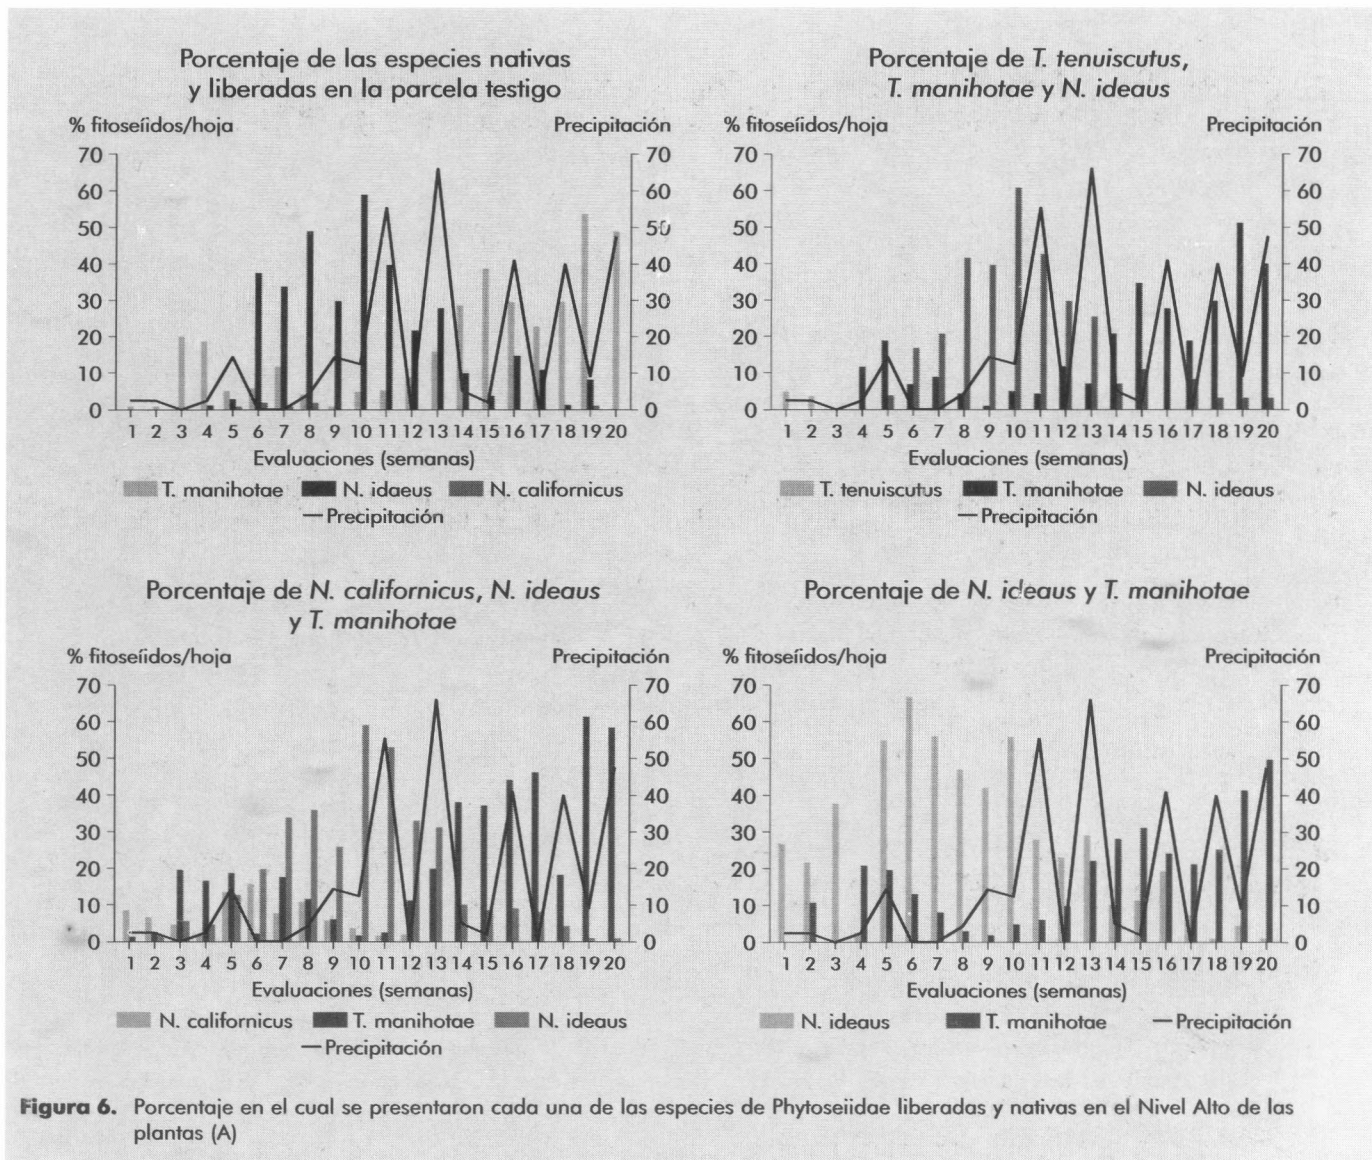 Porcentaje de las especies nativas
y liberadas en la parcela testigo
% fitoseíidos/hoja
Precipitación
70 70
60 60
50 50
40 40
30 30
20 20
10 10
0 0
1 2 3 4 5 6 7 8 9 10 11 12 13 14 15 16 17 18 19 20
Evaluaciones (semanas)
T. manihotae N. idaeus N. californicus
Precipitación
Porcentaje de T. tenuiscutus,
T. manihotae y N. ideaus
% fitoseíidos/hoja
Precipitación
70 70
60 60
50 50
40 40
30 30
20 20
10 10
0 0
1 2 3 4 5 6 7 8 9 10 11 12 13 14 15 16 17 18 19 20
Evaluaciones (semanas)
T. tenuiscutus T. manihotae N. ideaus
Precipitación
Porcentaje de N. californicus, N. ideaus
y T. manihotae
% fitoseíidos/hoja
Precipitación
70 70
60 60
50 50
40 40
30 30
20 20
10 10
0 0
1 2 3 4 5 6 7 8 9 10 11 12 13 14 15 16 17 18 19 20
Evaluaciones (semanas)
N. californicus T. manihotae N. ideaus
Precipitación
Porcentaje de N. ideaus y T. manihotae
% fitoseíidos/hoja
Precipitación
70 70
60 60
50 50
40 40
30 30
20 20
10 10
0 0
1 2 3 4 5 6 7 8 9 10 11 12 13 14 15 16 17 18 19 20
Evaluaciones (semanas)
N. ideaus T. manihotae Precipitación
Figura 6. Porcentaje en el cual se presentaron cada una de las especies de Phytoseiidae liberadas y nativas en el Nivel Alto de las
plantas (A)